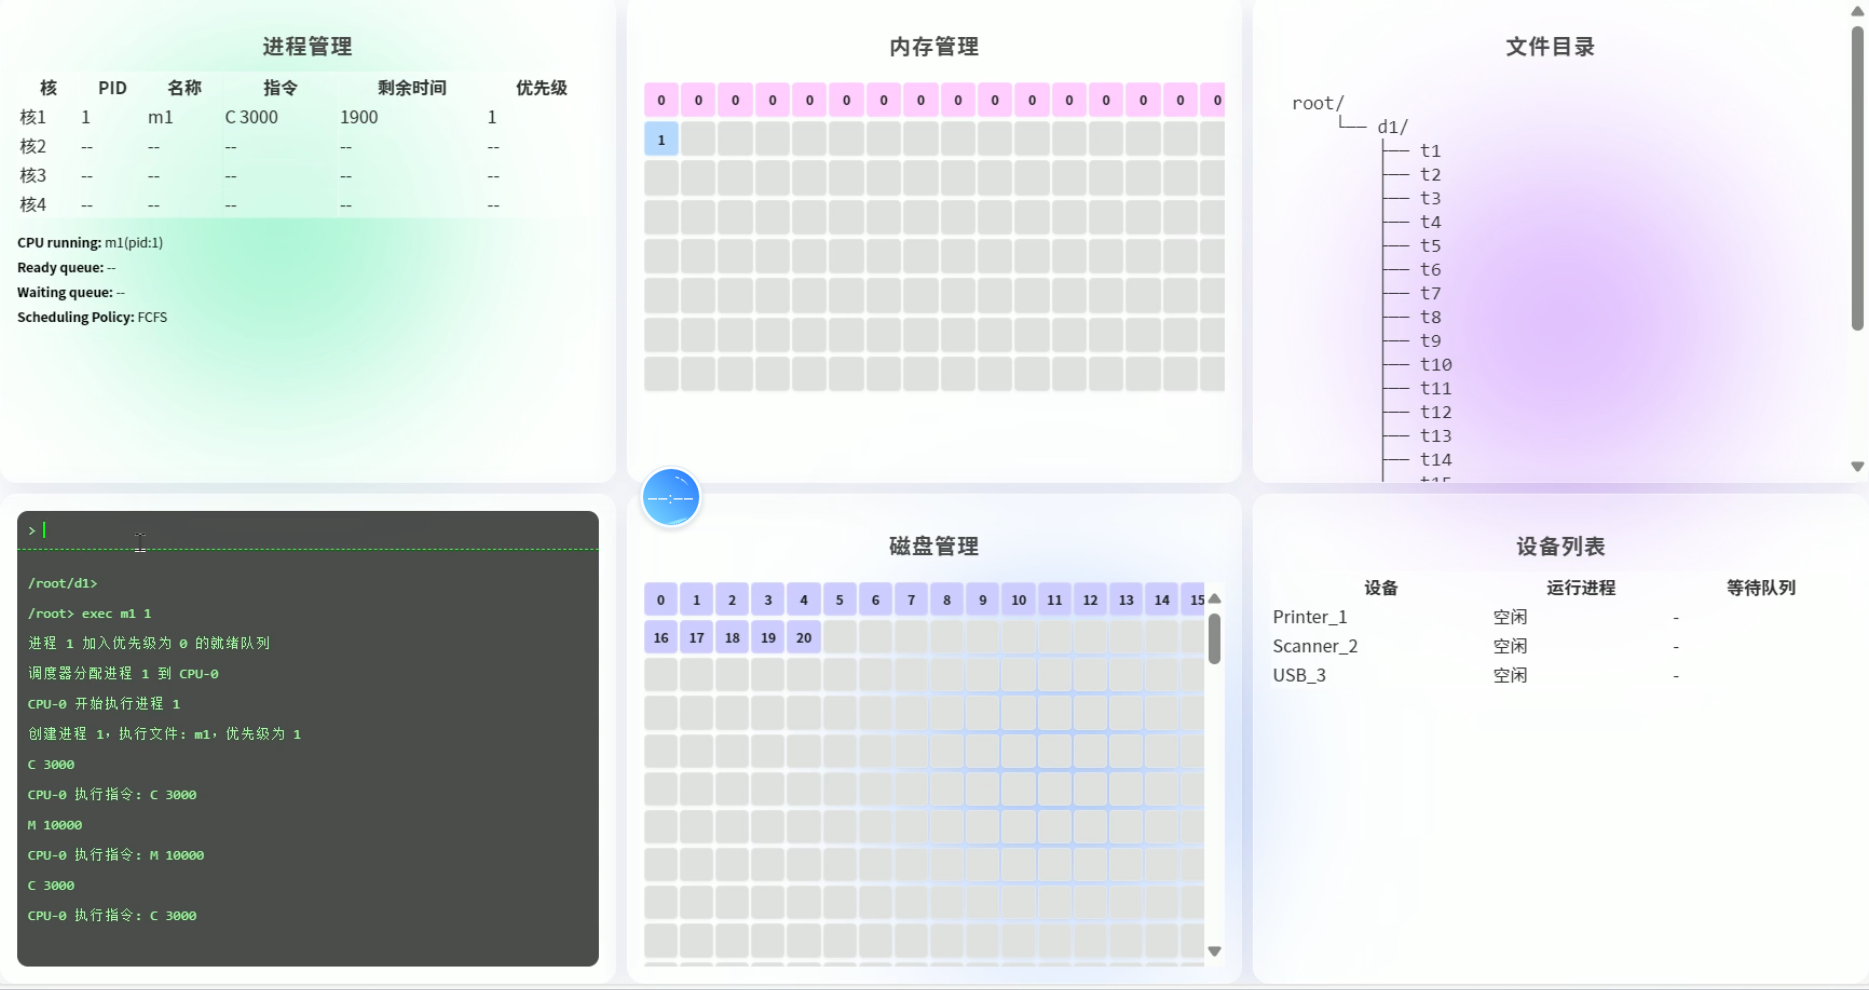 进程管理
核 PID 名称 指令 剩余时间 优先级
核1 1 m1 C 3000 1900 1
核2 -- -- -- -- --
核3 -- -- -- -- --
核4 -- -- -- -- --
CPU running: m1(pid:1)
Ready queue: --
Waiting queue: --
Scheduling Policy: FCFS
内存管理
0 0 0 0 0 0 0 0 0 0 0 0 0 0 0 0
1
文件目录
root/
└── d1/
├── t1
├── t2
├── t3
├── t4
├── t5
├── t6
├── t7
├── t8
├── t9
├── t10
├── t11
├── t12
├── t13
├── t14
--:--
>
/root/d1>
/root> exec m1 1
进程 1 加入优先级为 0 的就绪队列
调度器分配进程 1 到 CPU-0
CPU-0 开始执行进程 1
创建进程 1，执行文件: m1，优先级为 1
C 3000
CPU-0 执行指令: C 3000
M 10000
CPU-0 执行指令: M 10000
C 3000
CPU-0 执行指令: C 3000
磁盘管理
0 1 2 3 4 5 6 7 8 9 10 11 12 13 14 15
16 17 18 19 20
设备列表
设备 运行进程 等待队列
Printer_1 空闲 -
Scanner_2 空闲 -
USB_3 空闲 -